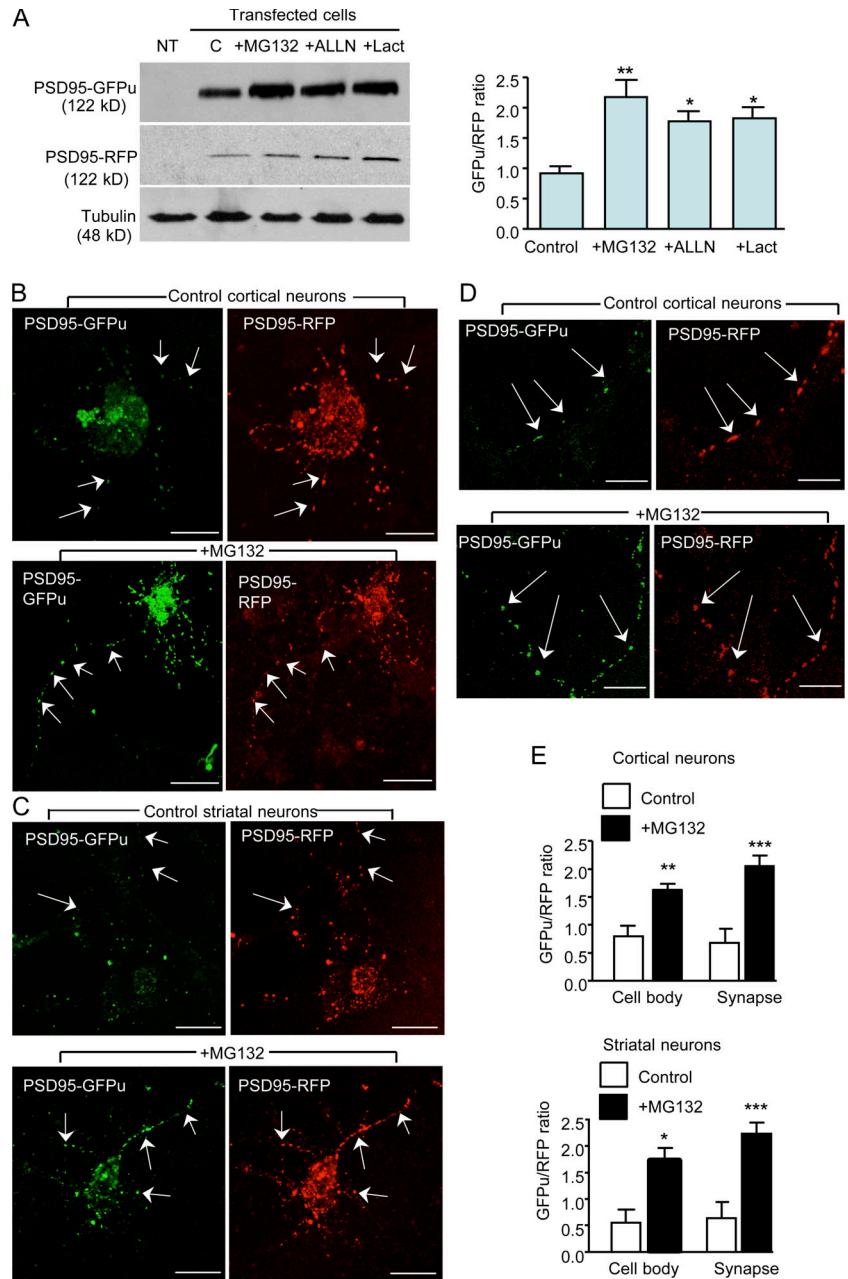 A
Transfected cells
NT C +MG132 +ALLN +Lact
PSD95-GFPu
(122 kD)
PSD95-RFP
(122 kD)
Tubulin
(48 kD)
GFPu/RFP ratio
2.5
2.0
1.5
1.0
0.5
0.0
**
*
*
Control +MG132 +ALLN +Lact
B
Control cortical neurons
PSD95-GFPu PSD95-RFP
+MG132
PSD95-
GFPu
PSD95-
RFP
C
Control striatal neurons
PSD95-GFPu PSD95-RFP
+MG132
PSD95-GFPu PSD95-RFP
D
Control cortical neurons
PSD95-GFPu PSD95-RFP
+MG132
PSD95-GFPu PSD95-RFP
E
Cortical neurons
Control
+MG132
GFPu/RFP ratio
2.5
2.0
1.5
1.0
0.5
0.0
**
***
Cell body Synapse
Striatal neurons
Control
+MG132
GFPu/RFP ratio
2.5
2.0
1.5
1.0
0.5
0.0
*
***
Cell body Synapse